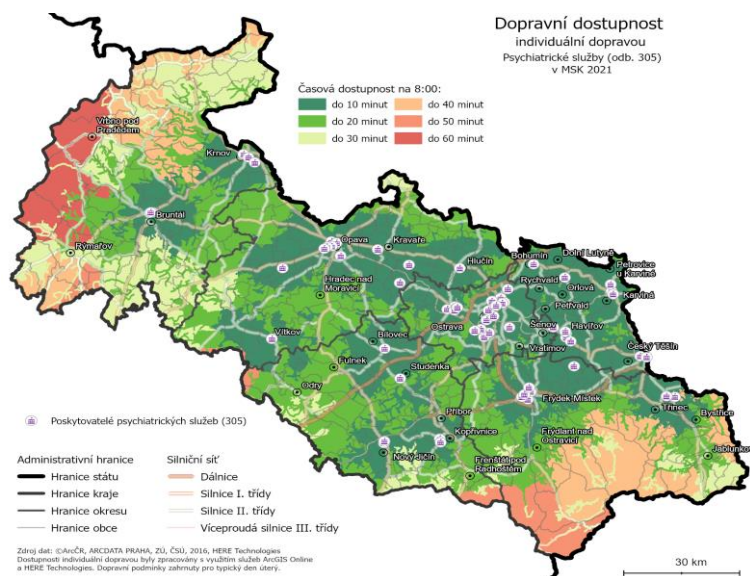 Dopravní dostupnost
individuální dopravou
Psychiatrické služby (odb. 305)
v MSK 2021
Časová dostupnost na 8:00:
do 10 minut
do 40 minut
do 20 minut
do 50 minut
do 30 minut
do 60 minut
Vrbno pod
Pradědem
Krnov
Bruntál
Rýmařov
Opava
Kravaře
Hlučín
Bohumín
Dolní Lutyně
Petrovice
u Karviné
Rychvald
Orlová
Karviná
Hradec nad
Moravicí
Petřvald
Ostrava
Šenov
Havířov
Vítkov
Bílovec
Vratimov
Český Těšín
Fulnek
Studénka
Odry
Frýdek-Místek
Třinec
Příbor
Bystřice
Kopřivnice
Frýdlant nad
Ostravicí
Nový Jičín
Frenštát pod
Radhoštěm
Jablunkov
Poskytovatelé psychiatrických služeb (305)
Administrativní hranice
Silniční síť
Hranice státu
Dálnice
Hranice kraje
Silnice I. třídy
Hranice okresu
Silnice II. třídy
Hranice obce
Víceproudá silnice III. třídy
Zdroj dat: ©ArcČR, ARCDATA PRAHA, ZÚ, ČSÚ, 2016, HERE Technologies
Dostupnosti individuální dopravou byly zpracovány s využitím služeb ArcGIS Online
a HERE Technologies. Dopravní podmínky zahrnuty pro typický den úterý.
30 km